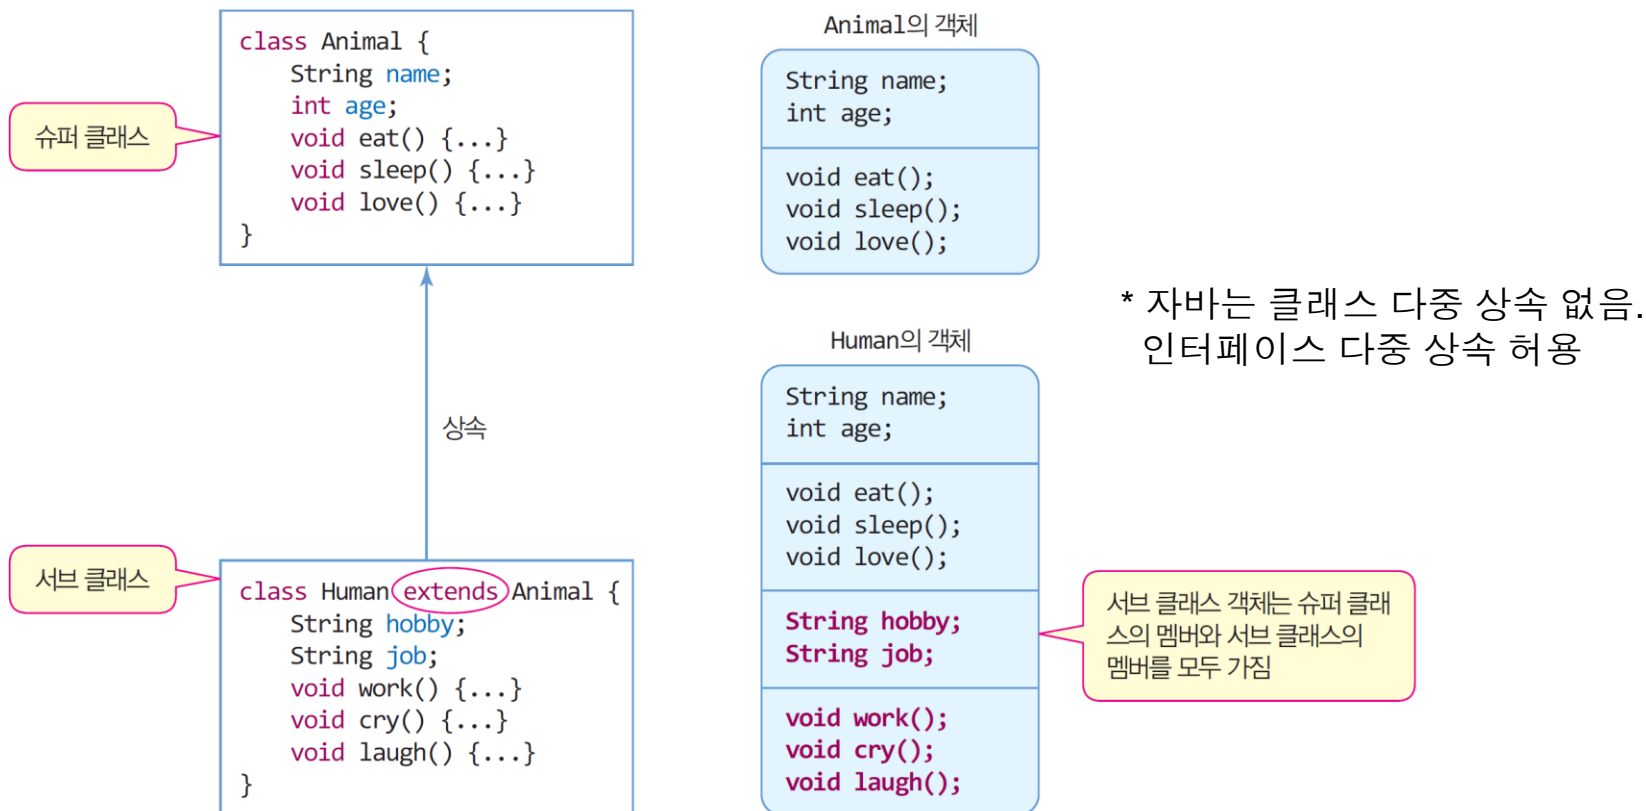 슈퍼 클래스
class Animal {
String name;
int age;
void eat() {...}
void sleep() {...}
void love() {...}
}
상속
서브 클래스
class Human extends Animal {
String hobby;
String job;
void work() {...}
void cry() {...}
void laugh() {...}
}
Animal의 객체
String name;
int age;
void eat();
void sleep();
void love();
Human의 객체
String name;
int age;
void eat();
void sleep();
void love();
String hobby;
String job;
void work();
void cry();
void laugh();
* 자바는 클래스 다중 상속 없음.
인터페이스 다중 상속 허용
서브 클래스 객체는 슈퍼 클래
스의 멤버와 서브 클래스의
멤버를 모두 가짐